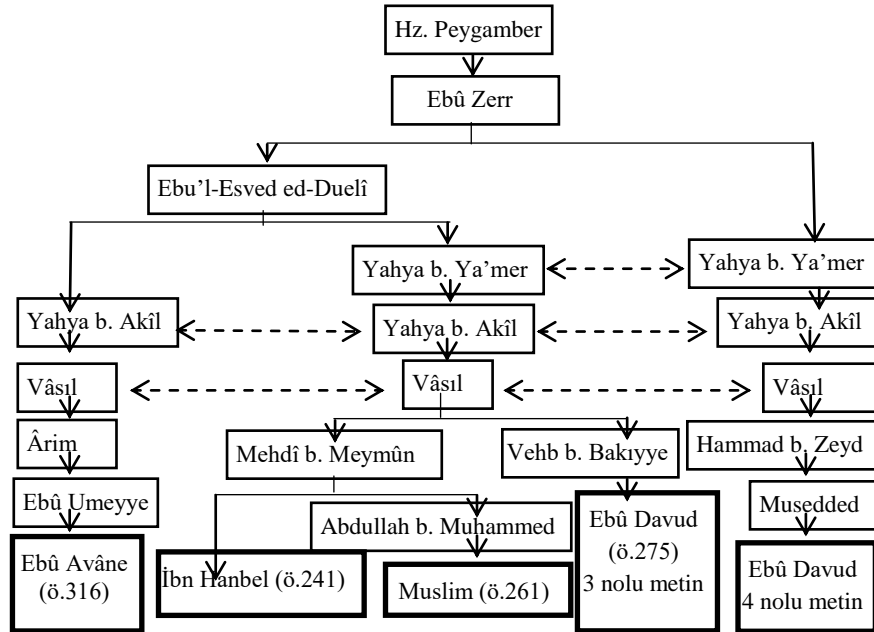 Hz. Peygamber
Ebû Zerr
Ebu’l-Esved ed-Duelî
Yahya b. Ya’mer
Yahya b. Ya’mer
Yahya b. Akîl
Yahya b. Akîl
Yahya b. Akîl
Vâsıl
Vâsıl
Vâsıl
Ârim
Mehdî b. Meymûn
Vehb b. Bakıyye
Hammad b. Zeyd
Ebû Umeyye
Abdullah b. Muhammed
Musedded
Ebû Avâne
(ö.316)
İbn Hanbel (ö.241)
Muslim (ö.261)
Ebû Davud
(ö.275)
3 nolu metin
Ebû Davud
4 nolu metin